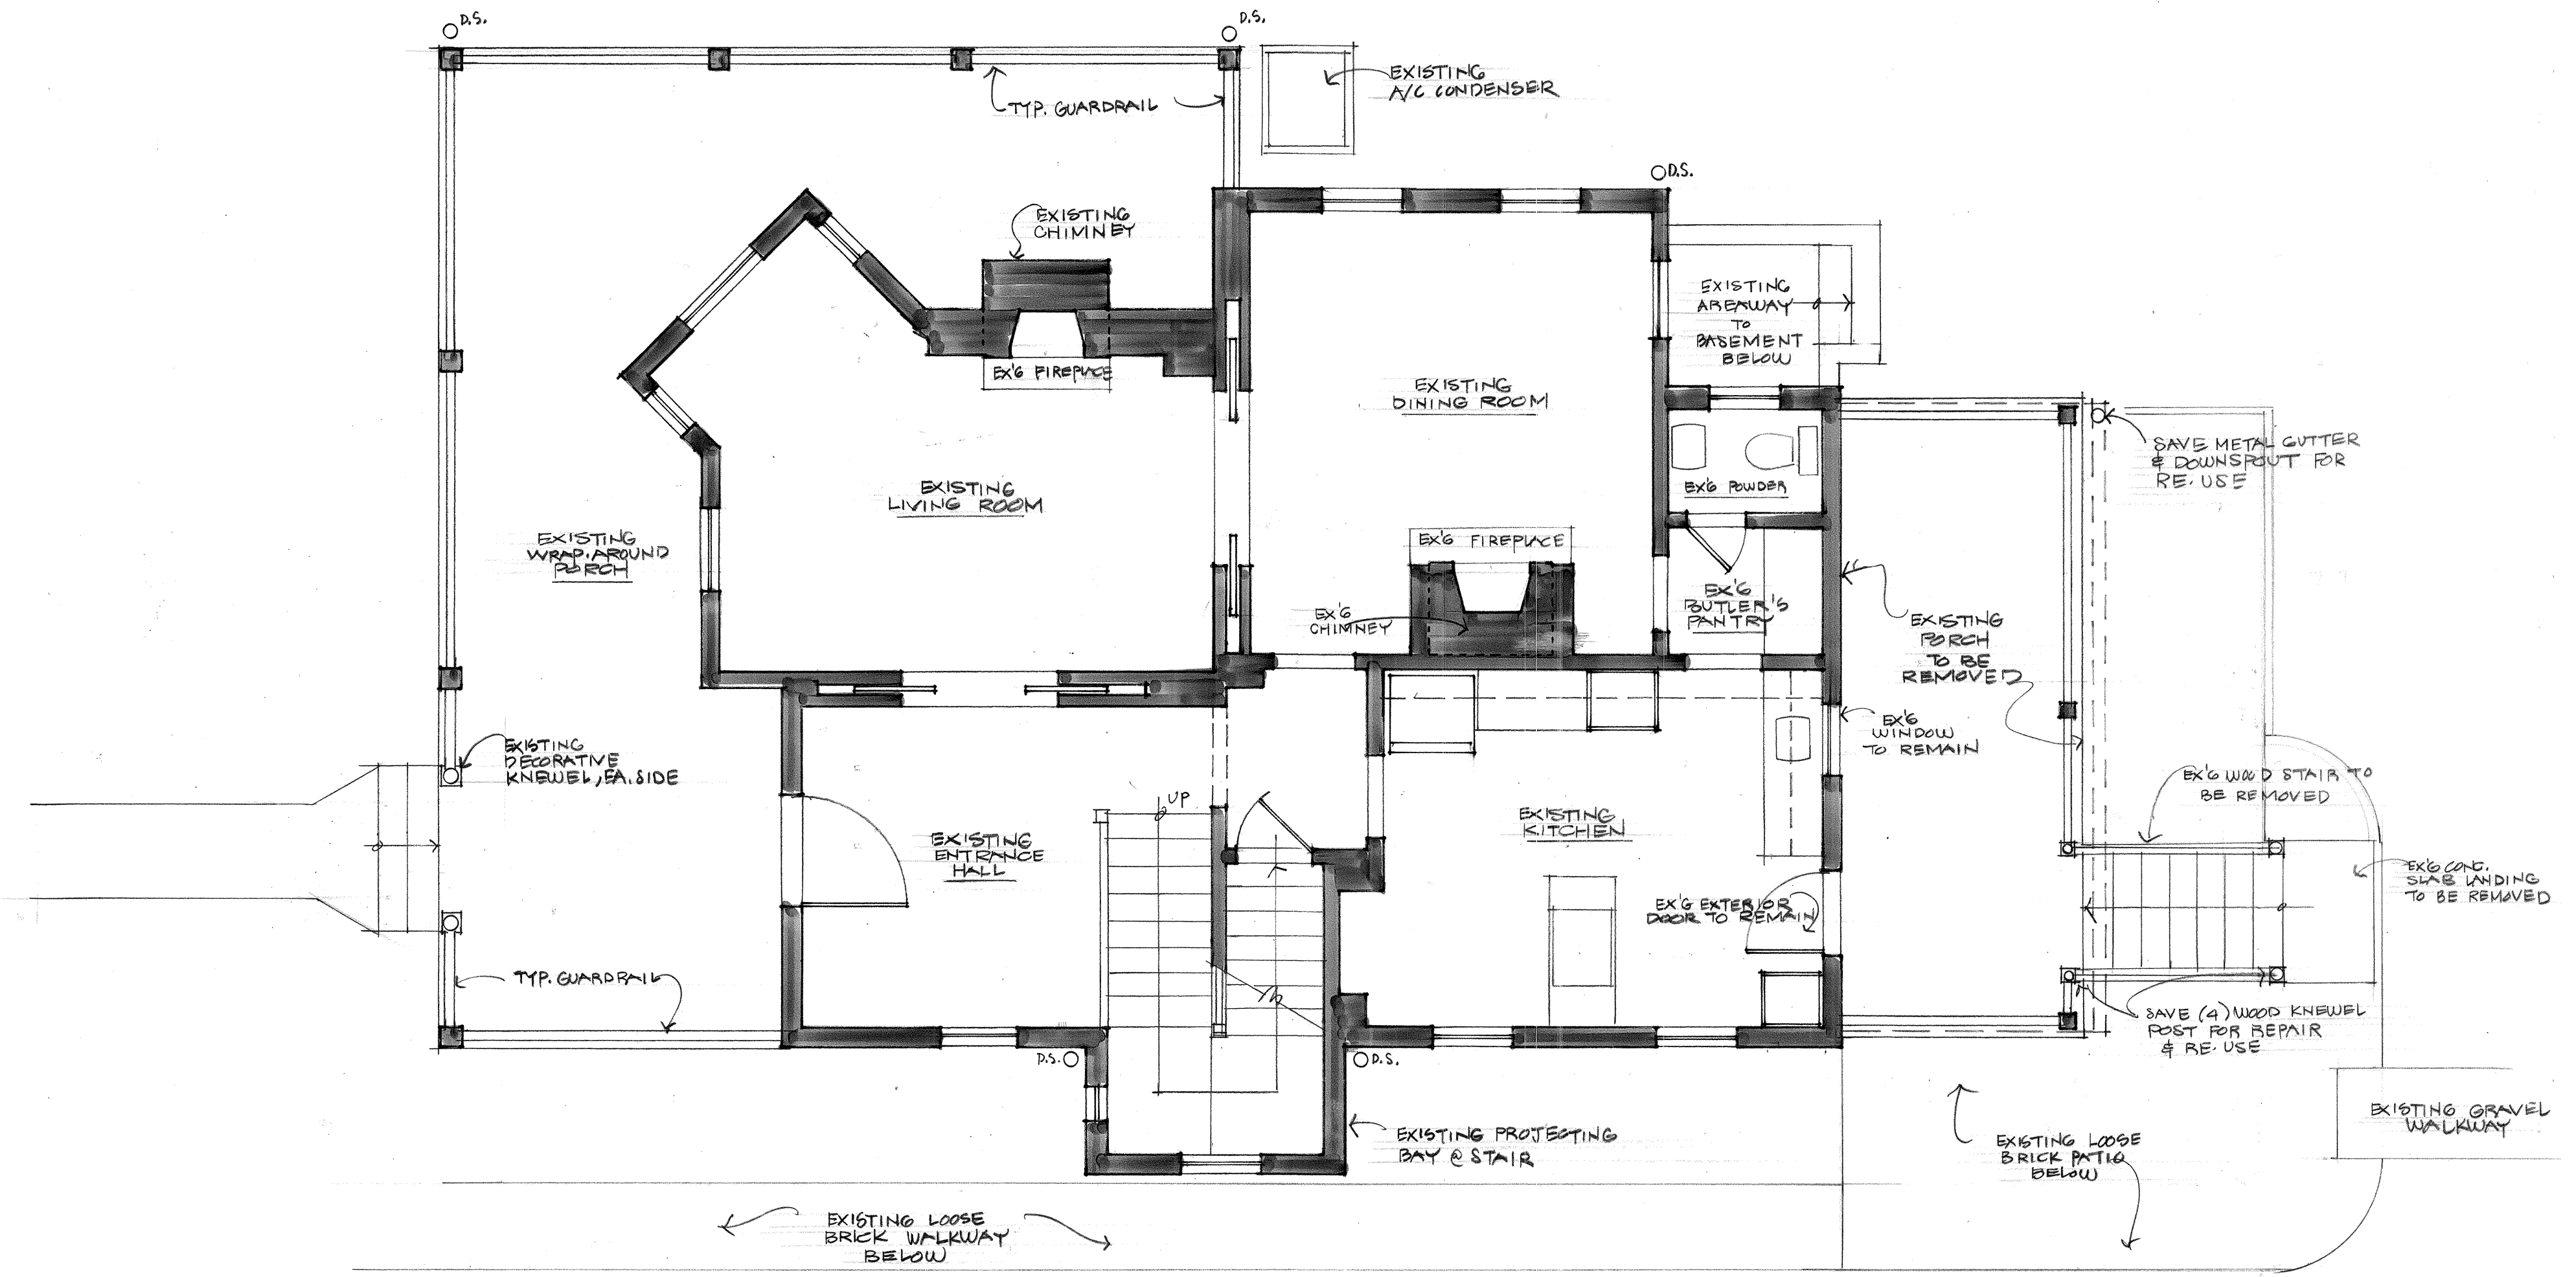 D.S.
D.S.
EXISTING
A/C CONDENSER
TYP. GUARDRAIL
D.S.
EXISTING
CHIMNEY
EX'G FIREPLACE
EXISTING
DINING ROOM
EXISTING
AREAWAY
TO
BASEMENT
BELOW
SAVE METAL GUTTER
& DOWNSPOUT FOR
RE-USE
EX'G POWDER
EXISTING
LIVING ROOM
EXISTING
WRAP-AROUND
PORCH
EX'G FIREPLACE
EX'G
CHIMNEY
EX'G
BUTLER'S
PANTRY
EXISTING
PORCH
TO BE
REMOVED
EX'G
WINDOW
TO REMAIN
EXISTING
DECORATIVE
KNEWEL, EA. SIDE
EX'G WOOD STAIR TO
BE REMOVED
UP
EXISTING
ENTRANCE
HALL
EXISTING
KITCHEN
EX'G EXTERIOR
DOOR TO REMAIN
EX'G CONC.
SLAB LANDING
TO BE REMOVED
TYP. GUARDRAIL
SAVE (4) WOOD KNEWEL
POST FOR REPAIR
& RE-USE
D.S.
D.S.
EXISTING PROJECTING
BAY @ STAIR
EXISTING GRAVEL
WALKWAY
EXISTING LOOSE
BRICK PATIO
BELOW
EXISTING LOOSE
BRICK WALKWAY
BELOW